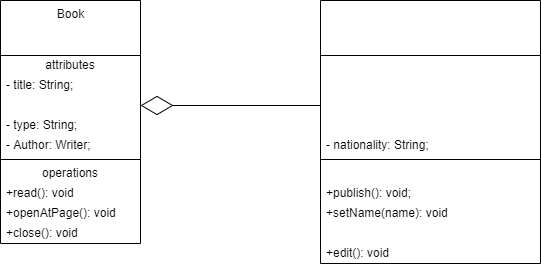 Book
attributes
- title: String;
- type: String;
- Author: Writer;
operations
+read(): void
+openAtPage(): void
+close(): void
- nationality: String;
+publish(): void;
+setName(name): void
+edit(): void